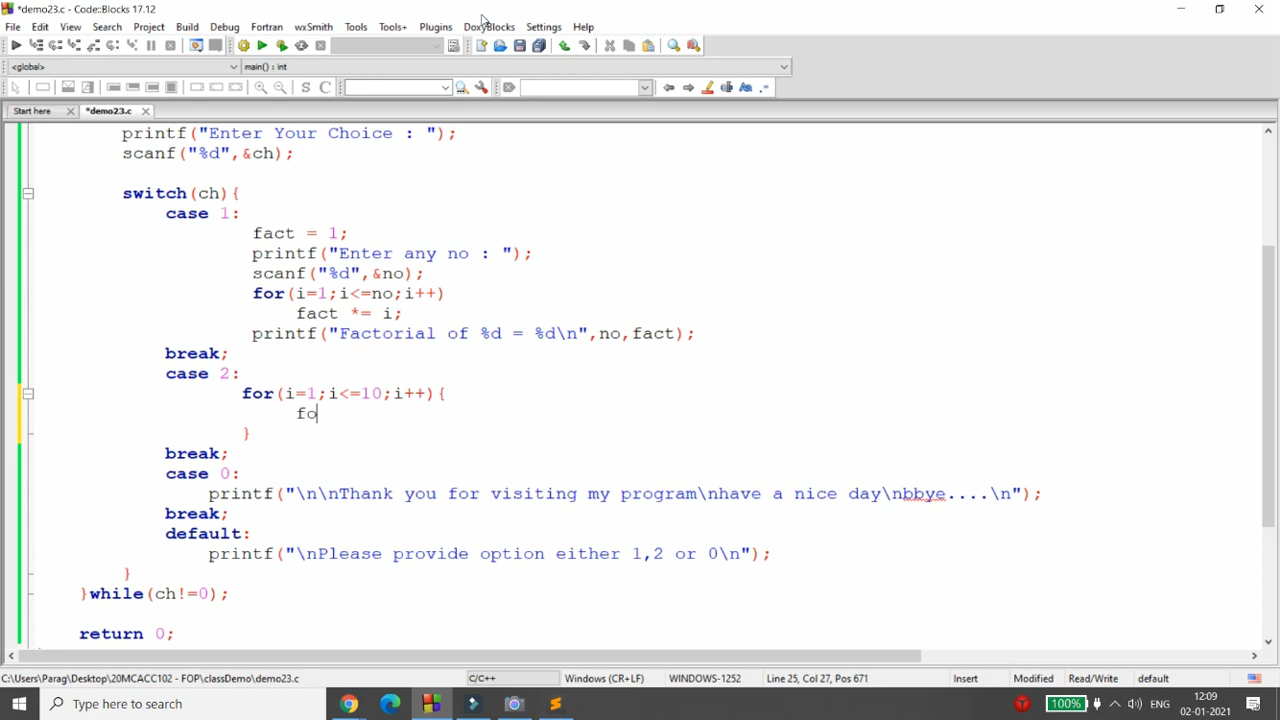 *demo23.c - Code::Blocks 17.12
File Edit View Search Project Build Debug Fortran wxSmith Tools Tools+ Plugins DoxyBlocks Settings Help
<global> main() : int
S C
Start here *demo23.c
printf("Enter Your Choice : ");
scanf("%d",&ch);
switch(ch){
case 1:
fact = 1;
printf("Enter any no : ");
scanf("%d",&no);
for(i=1;i<=no;i++)
fact *= i;
printf("Factorial of %d = %d\n",no,fact);
break;
case 2:
for(i=1;i<=10;i++){
fo
}
break;
case 0:
printf("\n\nThank you for visiting my program\nhave a nice day\nbbye....\n");
break;
default:
printf("\nPlease provide option either 1,2 or 0\n");
}
}while(ch!=0);
return 0;
C:\Users\Parag\Desktop\20MCACC102 - FOP\classDemo\demo23.c C/C++ Windows (CR+LF) WINDOWS-1252 Line 25, Col 27, Pos 671 Insert Modified Read/Write default
Type here to search 100% ENG 12:09
02-01-2021